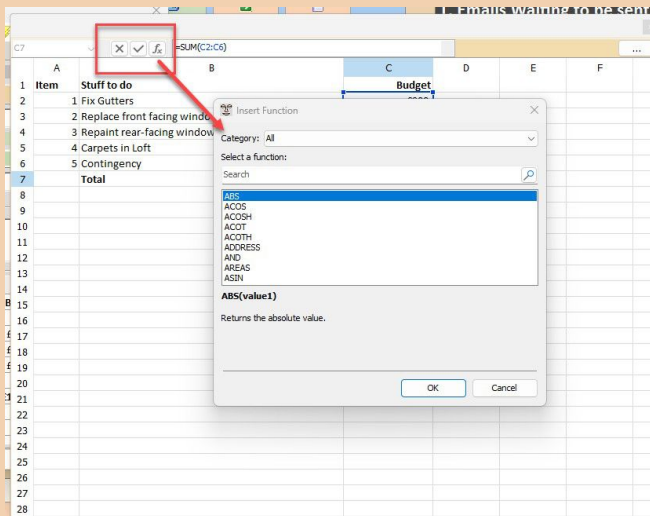 1. Emails Waiting to be sent
C7
fx
=SUM(C2:C6)
...
A B C D E F
1 Item Stuff to do Budget
2 1 Fix Gutters
3 2 Replace front facing
4 3 Repaint rear-facing window
5 4 Carpets in Loft
6 5 Contingency
7 Total
8
9
10
11
12
13
14
15
16
17
18
19
20
21
22
23
24
25
26
27
28
Insert Function
Category: All
Select a function:
Search
ABS
ACOS
ACOSH
ACOT
ACOTH
ADDRESS
AND
AREAS
ASIN
ABS(value1)
Returns the absolute value.
OK Cancel